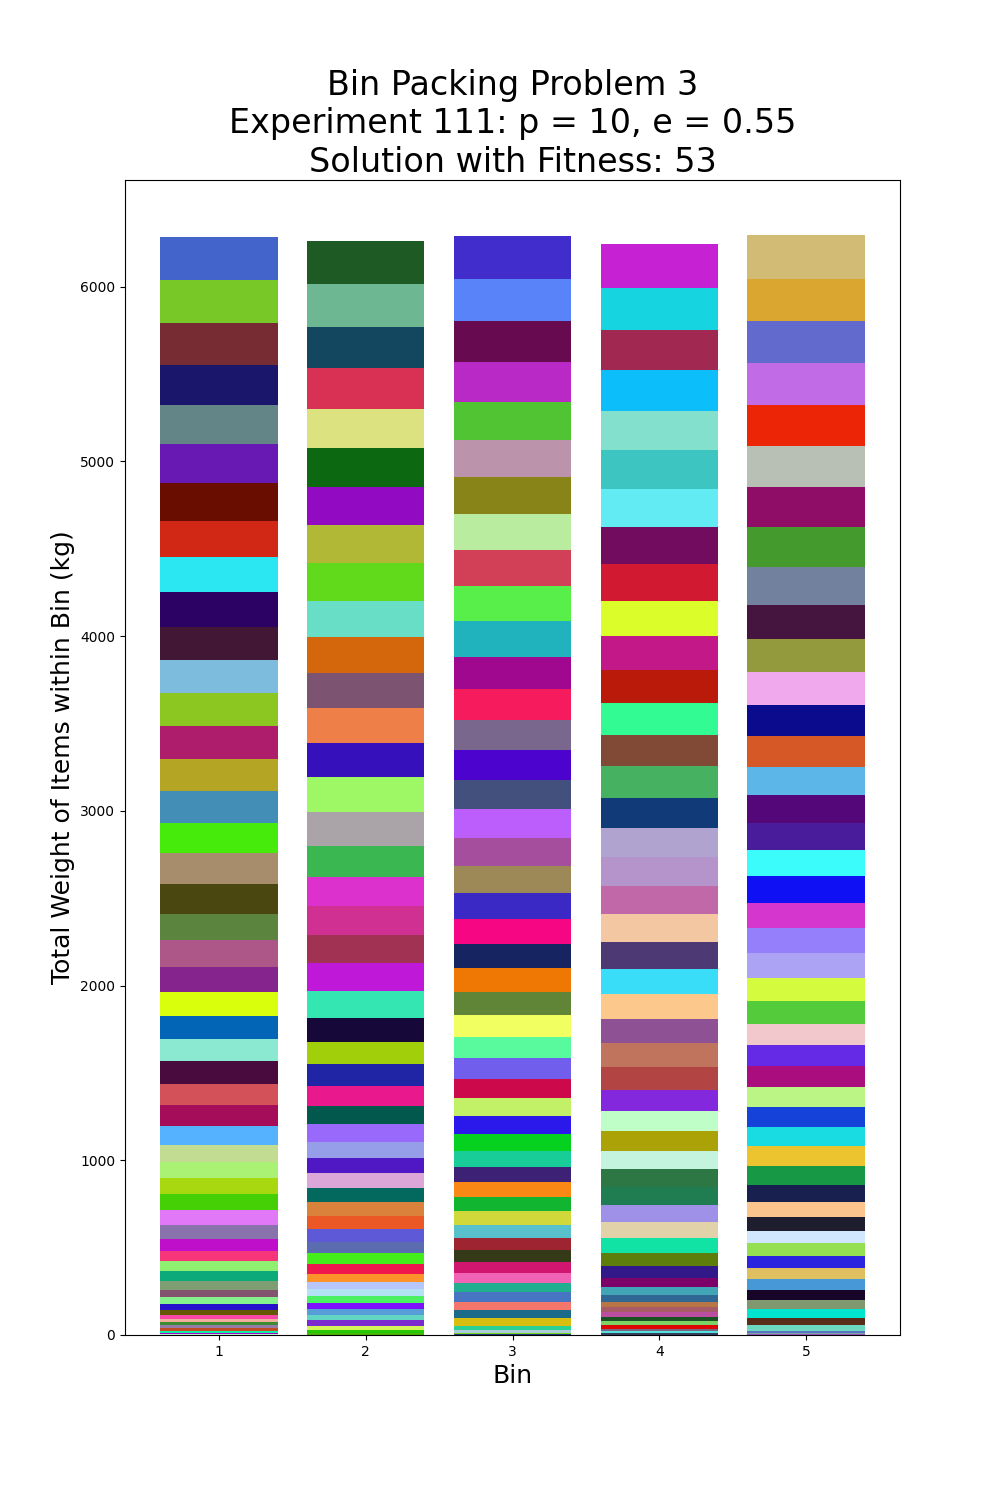 Bin Packing Problem 3
Experiment 111: p = 10, e = 0.55
Solution with Fitness: 53
Total Weight of Items within Bin (kg)
6000
5000
4000
3000
2000
1000
0
1 2 3 4 5
Bin